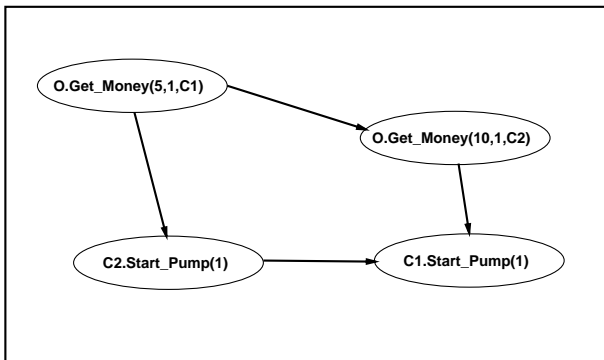 O.Get_Money(5,1,C1)
O.Get_Money(10,1,C2)
C2.Start_Pump(1)
C1.Start_Pump(1)